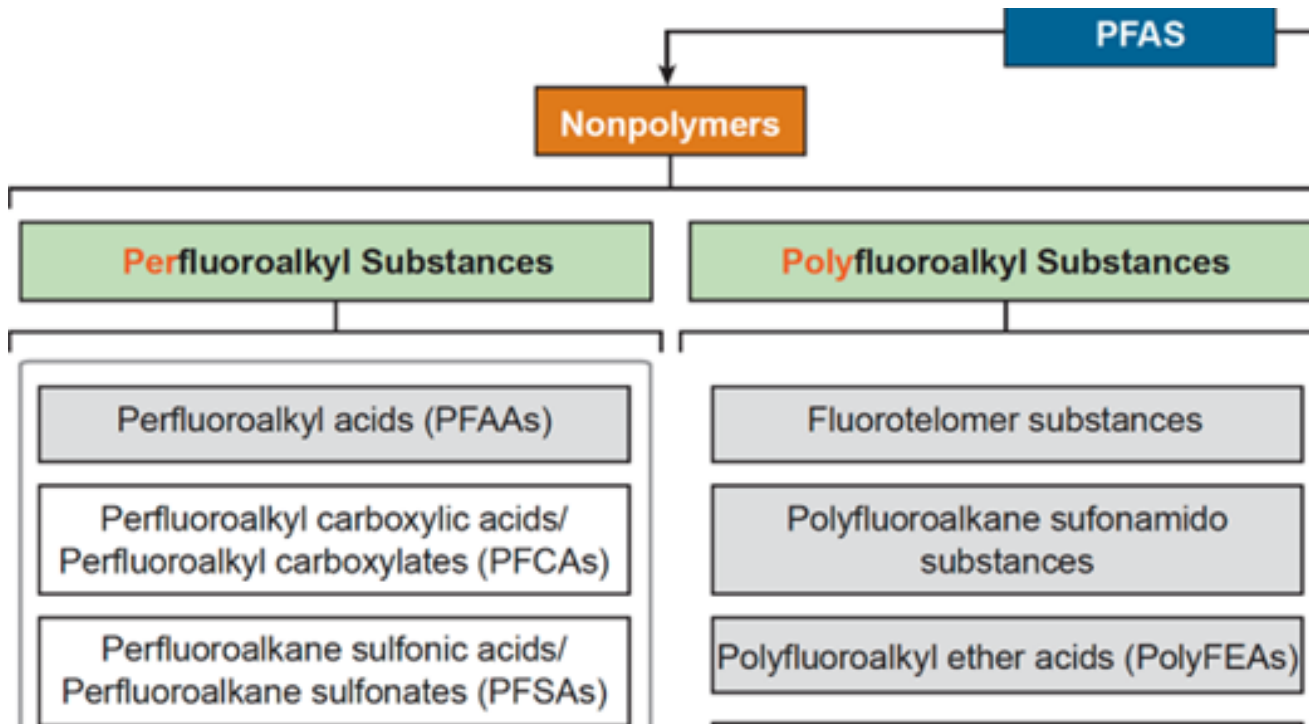 PFAS
Nonpolymers
Perfluoroalkyl Substances
Polyfluoroalkyl Substances
Perfluoroalkyl acids (PFAAs)
Perfluoroalkyl carboxylic acids/
Perfluoroalkyl carboxylates (PFCAs)
Perfluoroalkane sulfonic acids/
Perfluoroalkane sulfonates (PFSAs)
Fluorotelomer substances
Polyfluoroalkane sufonamido
substances
Polyfluoroalkyl ether acids (PolyFEAs)